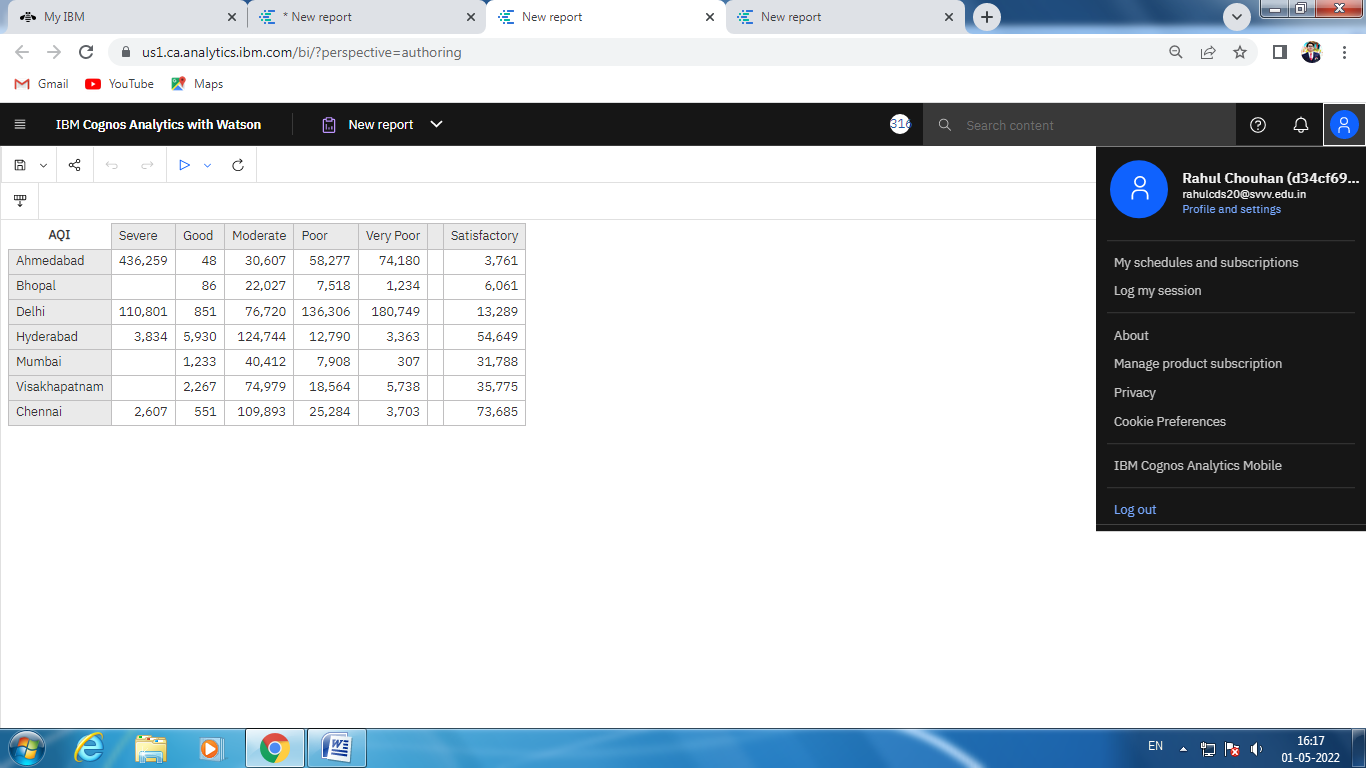 My IBM
* New report
New report
New report
us1.ca.analytics.ibm.com/bi/?perspective=authoring
Gmail YouTube Maps
IBM Cognos Analytics with Watson New report 316 Search content
Rahul Chouhan (d34cf69...
rahulcds20@svvv.edu.in
Profile and settings
My schedules and subscriptions
Log my session
About
Manage product subscription
Privacy
Cookie Preferences
IBM Cognos Analytics Mobile
Log out
AQI Severe Good Moderate Poor Very Poor Satisfactory
Ahmedabad 436,259 48 30,607 58,277 74,180 3,761
Bhopal 86 22,027 7,518 1,234 6,061
Delhi 110,801 851 76,720 136,306 180,749 13,289
Hyderabad 3,834 5,930 124,744 12,790 3,363 54,649
Mumbai 1,233 40,412 7,908 307 31,788
Visakhapatnam 2,267 74,979 18,564 5,738 35,775
Chennai 2,607 551 109,893 25,284 3,703 73,685
EN
16:17
01-05-2022